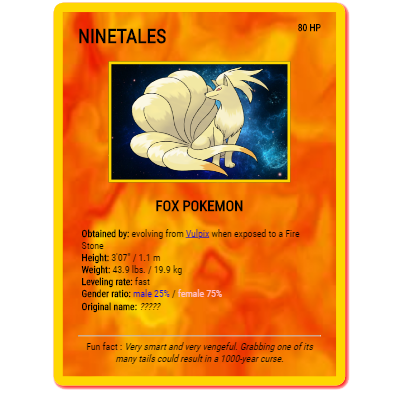 NINETALES
80 HP
FOX POKEMON
Obtained by: evolving from Vulpix when exposed to a Fire
Stone
Height: 3'07" / 1.1 m
Weight: 43.9 lbs. / 19.9 kg
Leveling rate: fast
Gender ratio: male 25% / female 75%
Original name: ?????
Fun fact : Very smart and very vengeful. Grabbing one of its
many tails could result in a 1000-year curse.